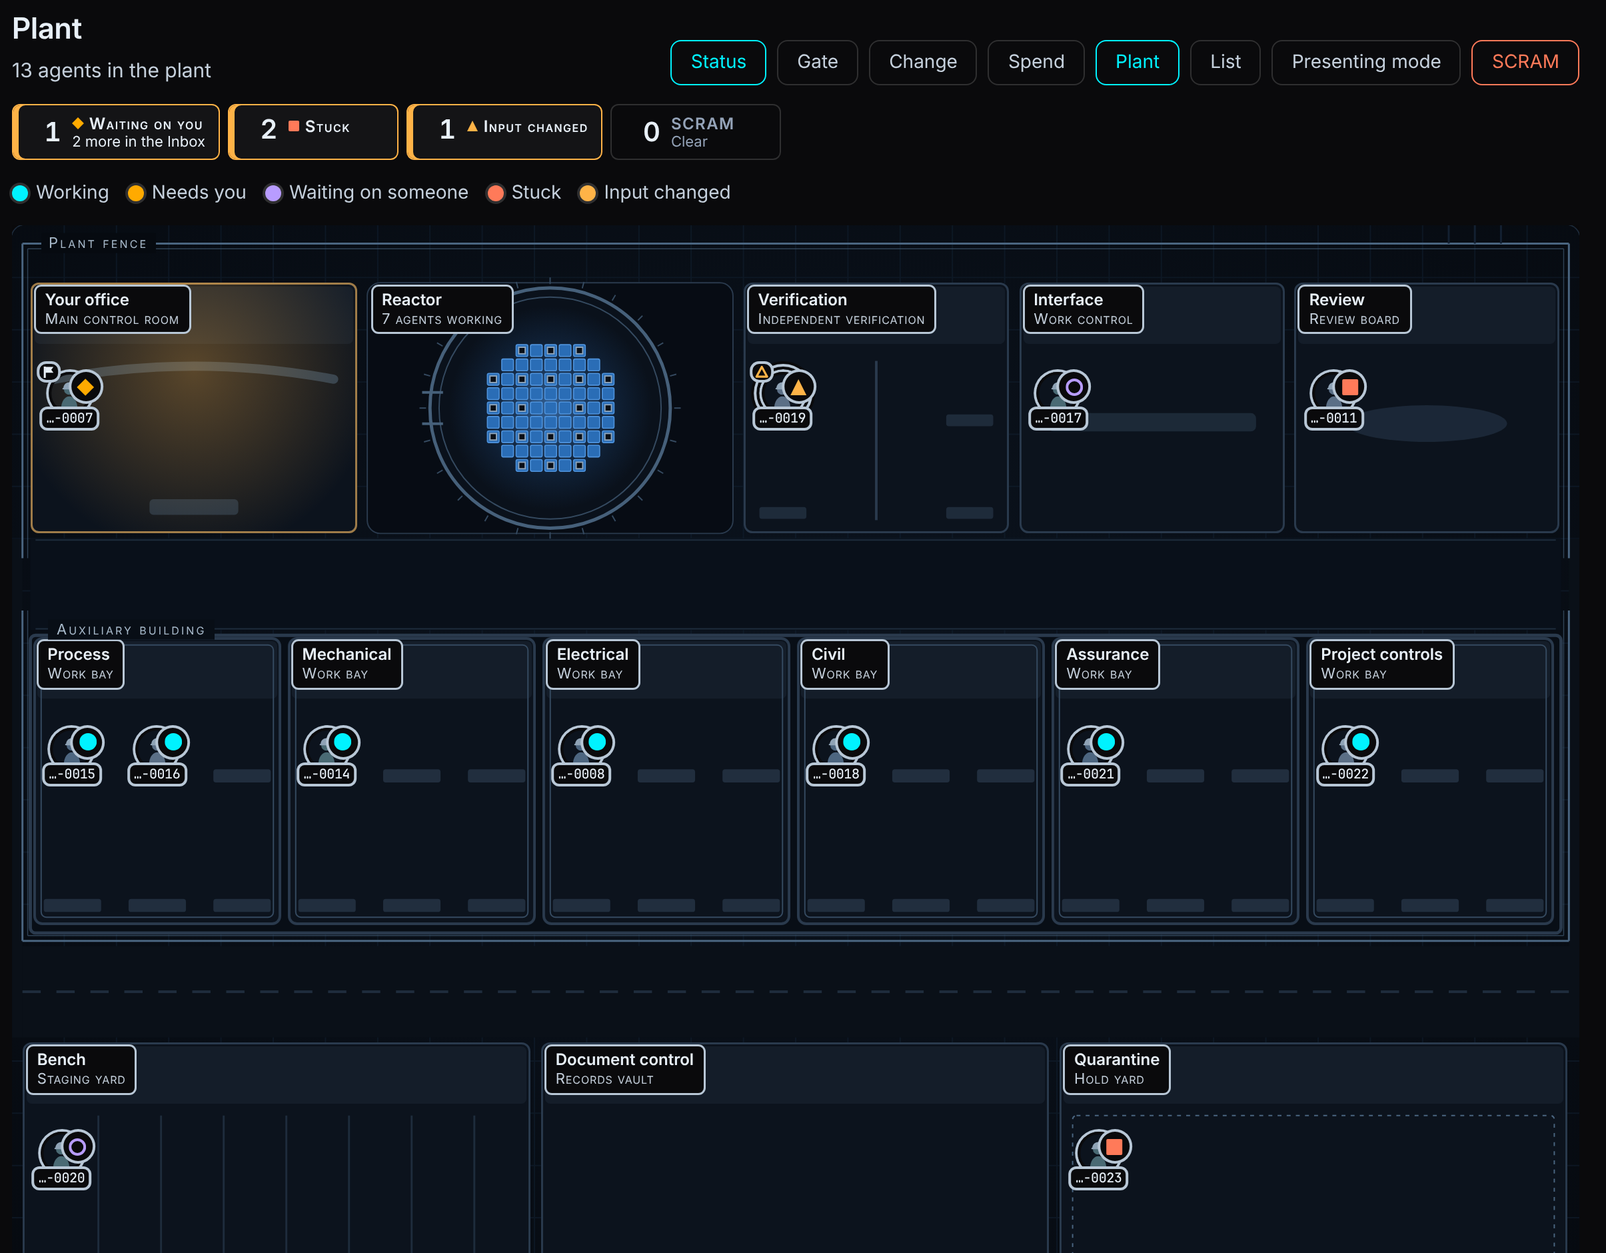 Plant
13 agents in the plant
Status
Gate
Change
Spend
Plant
List
Presenting mode
SCRAM
1 Waiting on you
2 more in the Inbox
2 Stuck
1 Input changed
0 SCRAM
Clear
Working
Needs you
Waiting on someone
Stuck
Input changed
Plant fence
Your office
Main control room
Reactor
7 agents working
Verification
Independent verification
Interface
Work control
Review
Review board
…-0007
…-0019
…-0017
…-0011
Auxiliary building
Process
Work bay
Mechanical
Work bay
Electrical
Work bay
Civil
Work bay
Assurance
Work bay
Project controls
Work bay
…-0015
…-0016
…-0014
…-0008
…-0018
…-0021
…-0022
Bench
Staging yard
Document control
Records vault
Quarantine
Hold yard
…-0020
…-0023